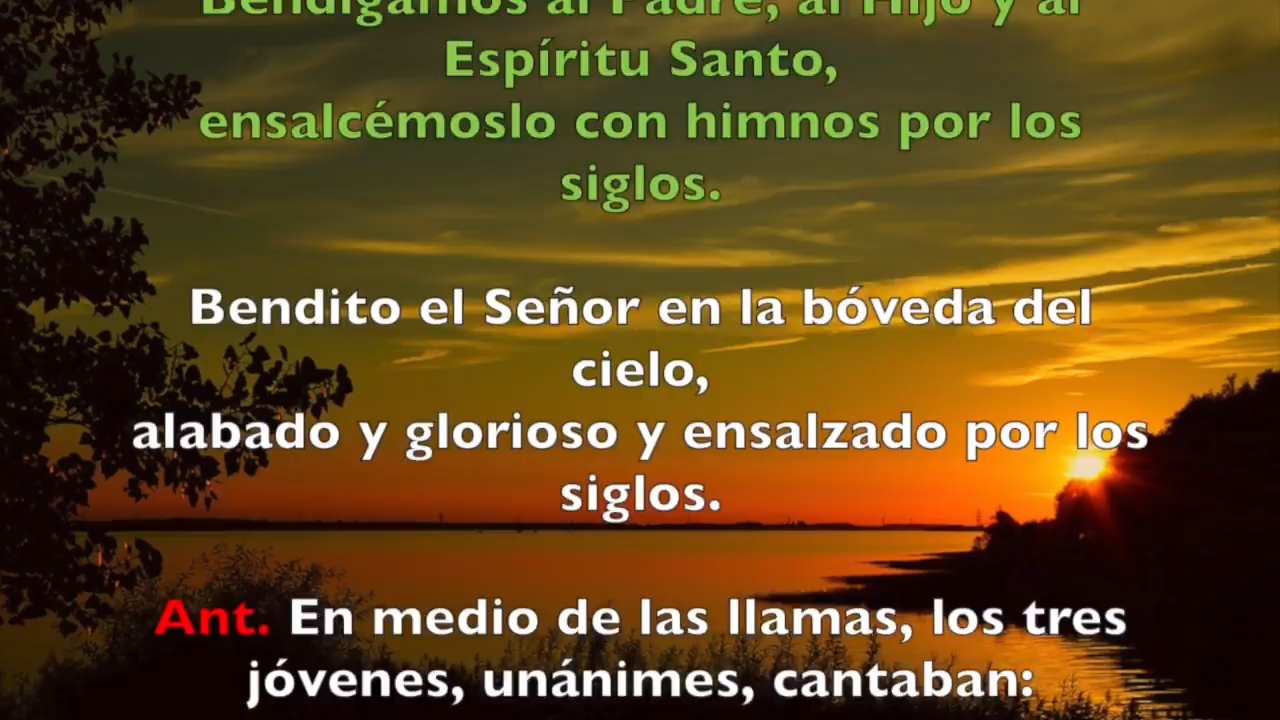 Bendigamos al Padre, al Hijo y al
Espíritu Santo,
ensalcémoslo con himnos por los
siglos.
Bendito el Señor en la bóveda del
cielo,
alabado y glorioso y ensalzado por los
siglos.
Ant. En medio de las llamas, los tres
jóvenes, unánimes, cantaban: